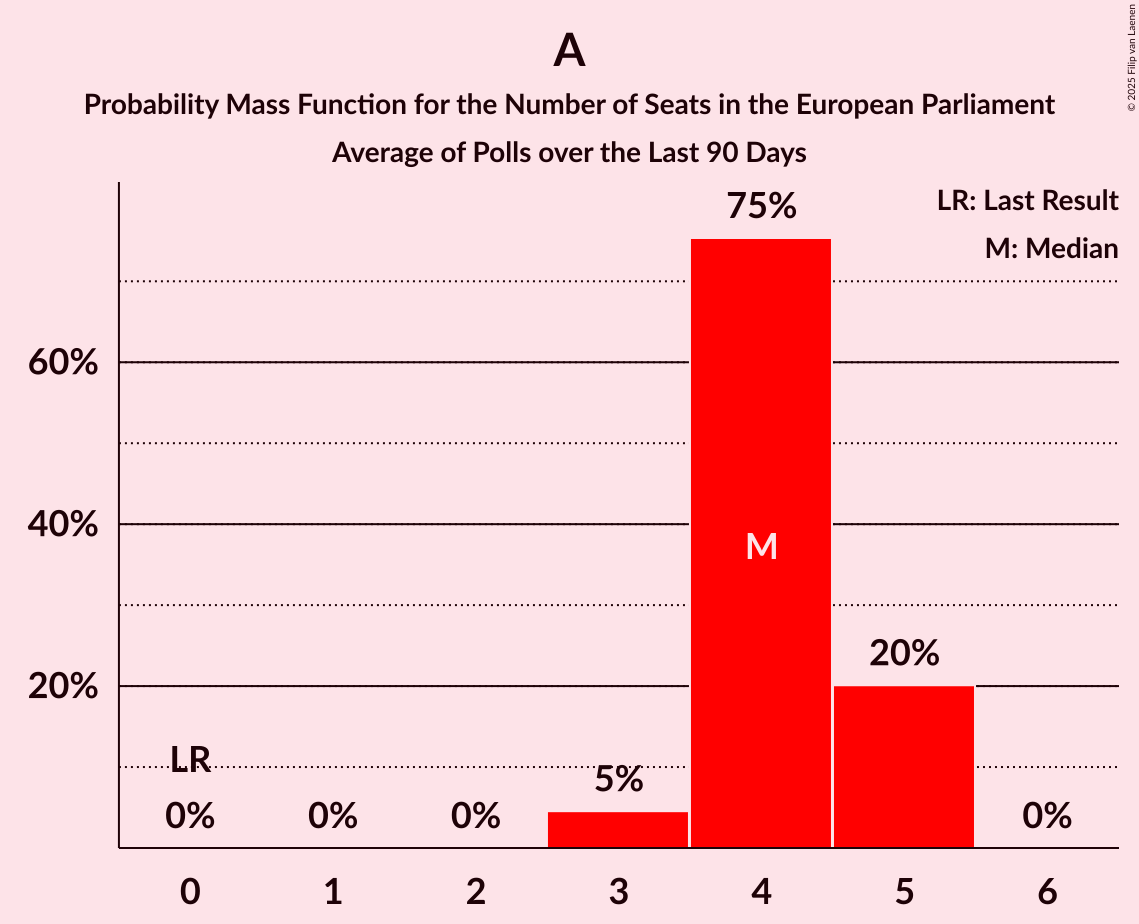 A
Probability Mass Function for the Number of Seats in the European Parliament
Average of Polls over the Last 90 Days
© 2025 Filip van Laenen
LR: Last Result
M: Median
75%
60%
40%
M
20%
20%
LR
5%
0% 0% 0% 0%
0 1 2 3 4 5 6